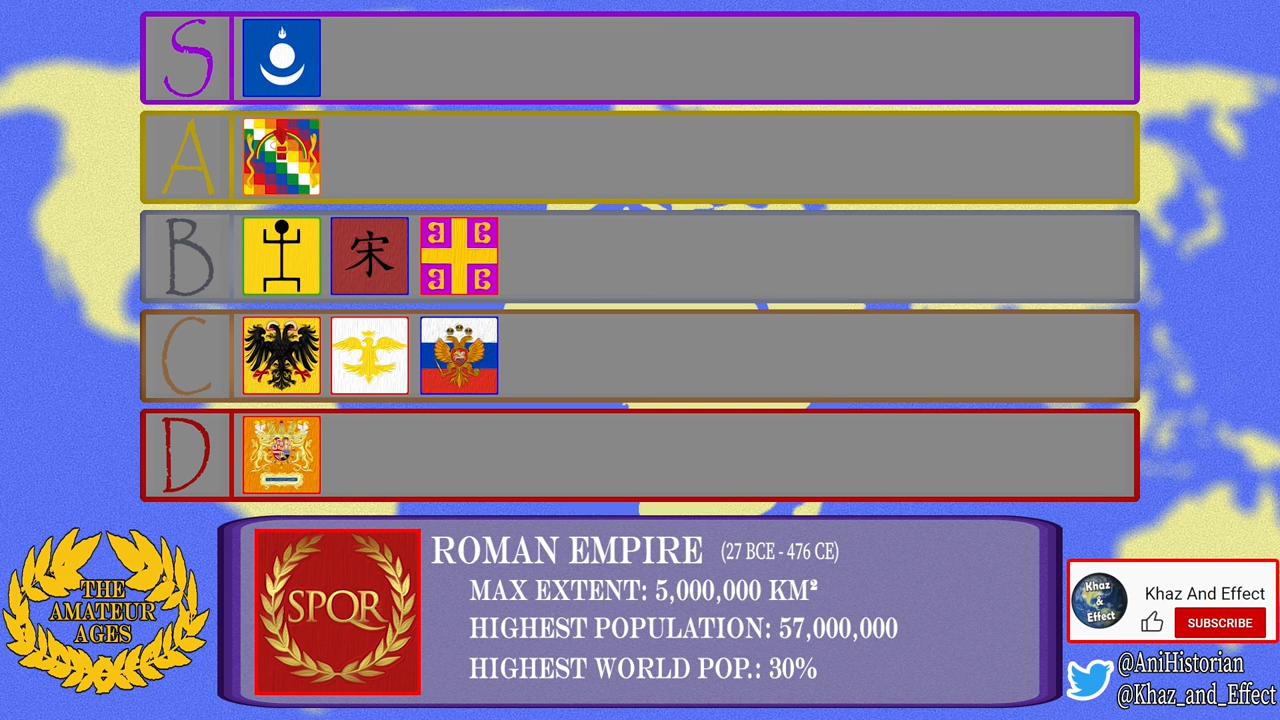 S
A
B
宋
C
D
THE
AMATEUR
AGES
SPQR
ROMAN EMPIRE (27 BCE - 476 CE)
MAX EXTENT: 5,000,000 KM²
HIGHEST POPULATION: 57,000,000
HIGHEST WORLD POP.: 30%
Khaz
&
Effect
Khaz And Effect
SUBSCRIBE
@AniHistorian
@Khaz_and_Effect